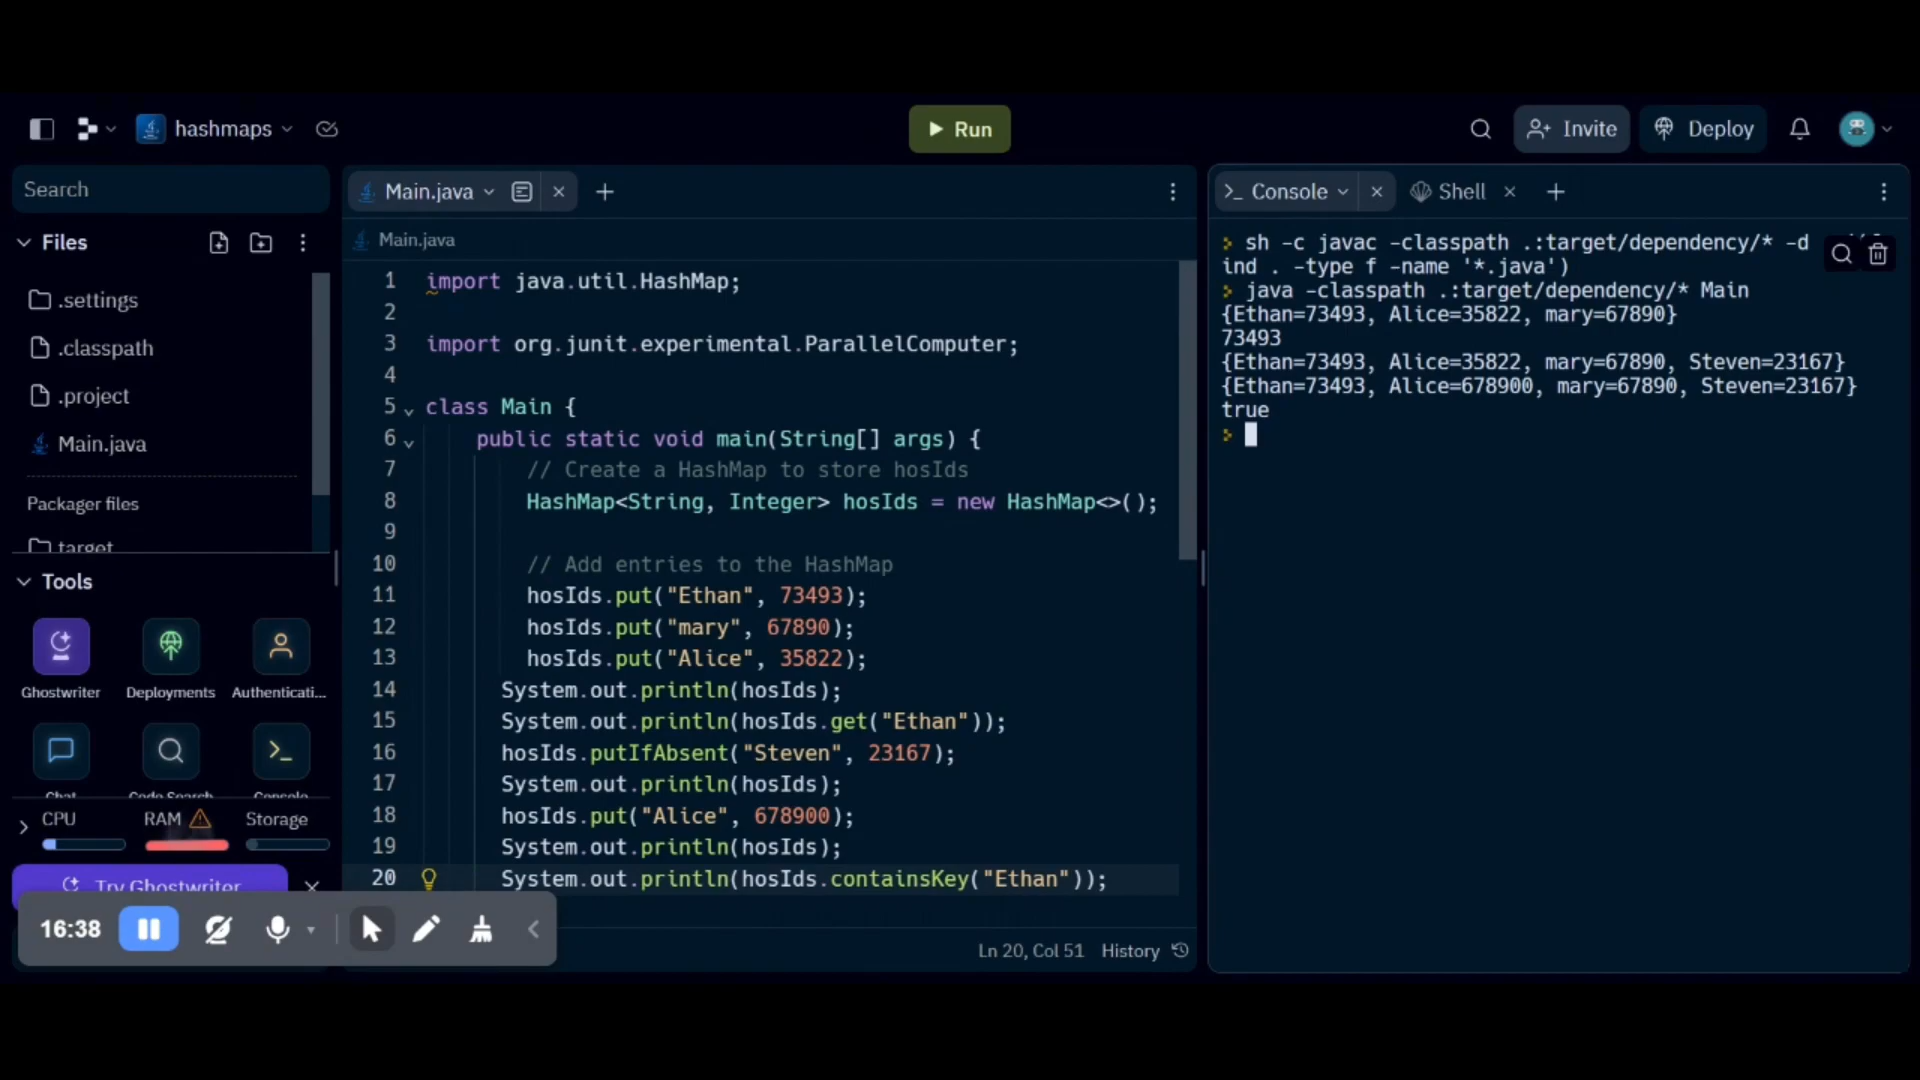 hashmaps
Run
Invite
Deploy
Search
Files
.settings
.classpath
.project
Main.java
Packager files
target
Tools
Ghostwriter
Deployments
Authenticati...
Chat
Code Search
Console
CPU
RAM
Storage
Try Ghostwriter
16:38
Main.java
Main.java
1 import java.util.HashMap;
2
3 import org.junit.experimental.ParallelComputer;
4
5 class Main {
6 public static void main(String[] args) {
7 // Create a HashMap to store hosIds
8 HashMap<String, Integer> hosIds = new HashMap<>();
9
10 // Add entries to the HashMap
11 hosIds.put("Ethan", 73493);
12 hosIds.put("mary", 67890);
13 hosIds.put("Alice", 35822);
14 System.out.println(hosIds);
15 System.out.println(hosIds.get("Ethan"));
16 hosIds.putIfAbsent("Steven", 23167);
17 System.out.println(hosIds);
18 hosIds.put("Alice", 678900);
19 System.out.println(hosIds);
20 System.out.println(hosIds.containsKey("Ethan"));
Ln 20, Col 51 History
Console
Shell
sh -c javac -classpath .:target/dependency/* -d
ind . -type f -name '*.java')
java -classpath .:target/dependency/* Main
{Ethan=73493, Alice=35822, mary=67890}
73493
{Ethan=73493, Alice=35822, mary=67890, Steven=23167}
{Ethan=73493, Alice=678900, mary=67890, Steven=23167}
true